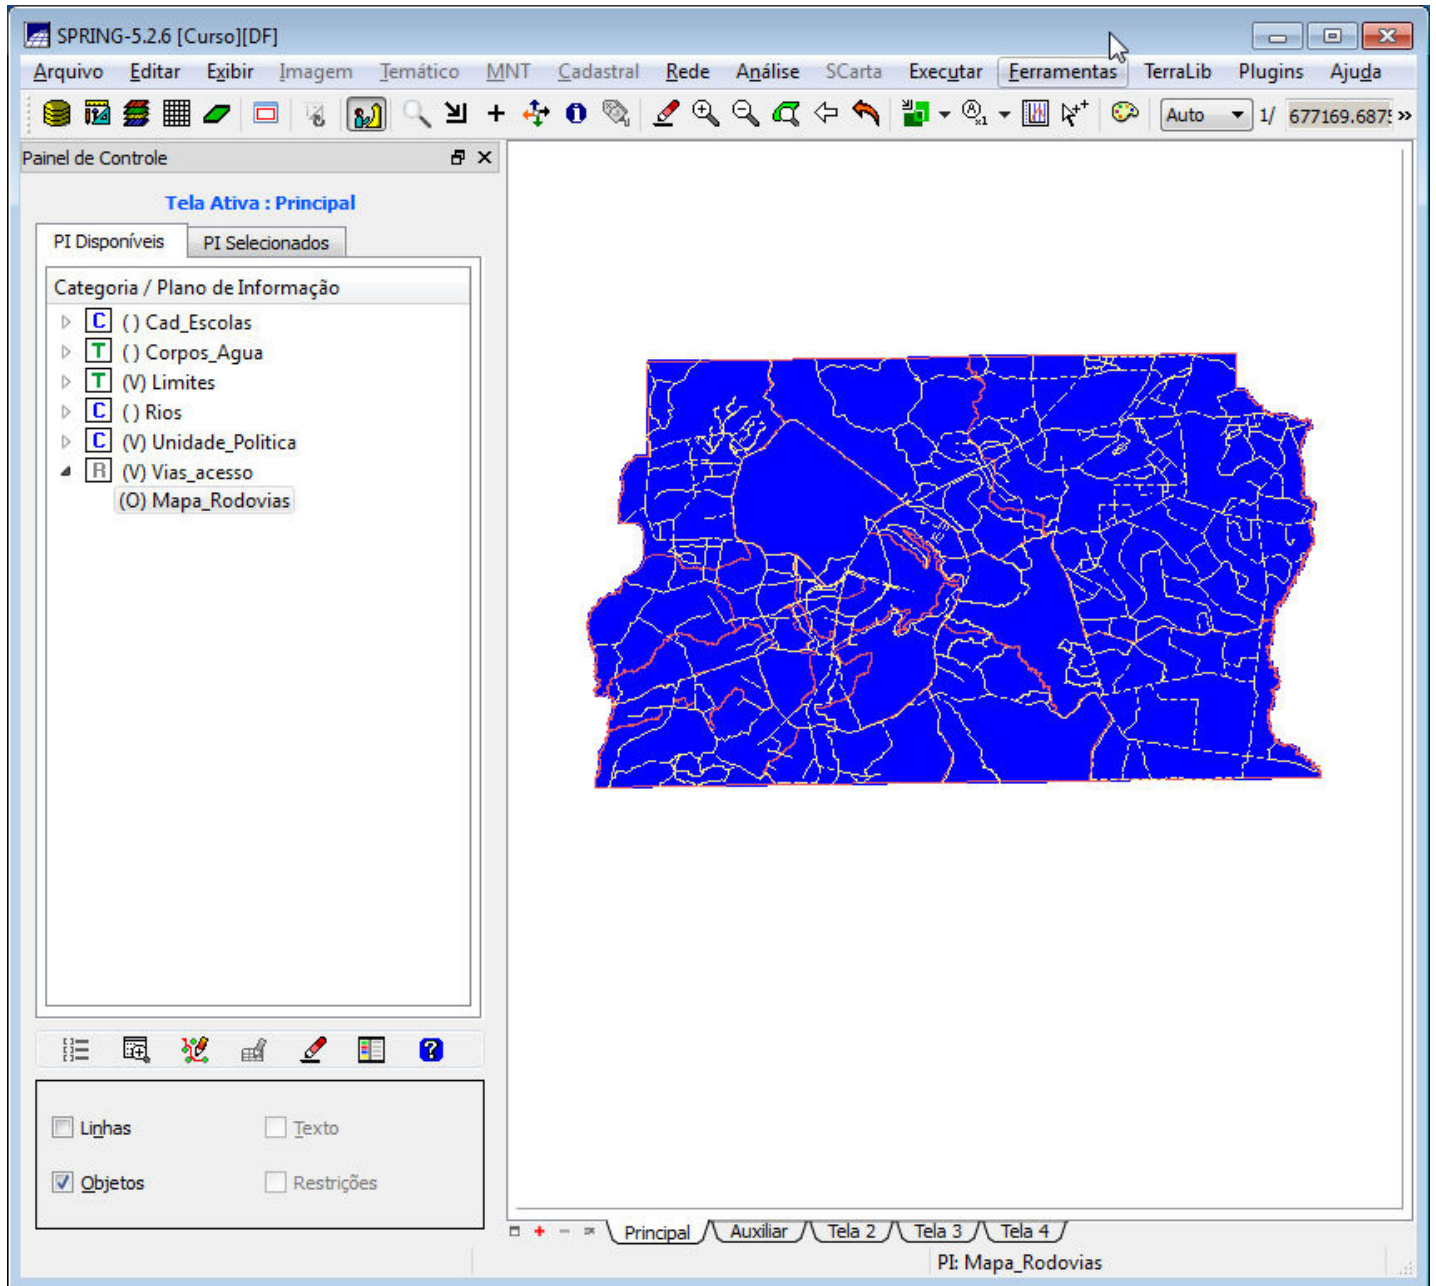 SPRING-5.2.6 [Curso][DF]
Arquivo Editar Exibir Imagem Temático MNT Cadastral Rede Análise SCarta Executar Ferramentas TerraLib Plugins Ajuda
Auto 1/ 677169.6875 »
Painel de Controle
Tela Ativa : Principal
PI Disponíveis PI Selecionados
Categoria / Plano de Informação
C () Cad_Escolas
T () Corpos_Agua
T (V) Limites
C () Rios
C (V) Unidade_Politica
R (V) Vias_acesso
(O) Mapa_Rodovias
Linhas Texto
Objetos Restrições
Principal Auxiliar Tela 2 Tela 3 Tela 4
PI: Mapa_Rodovias